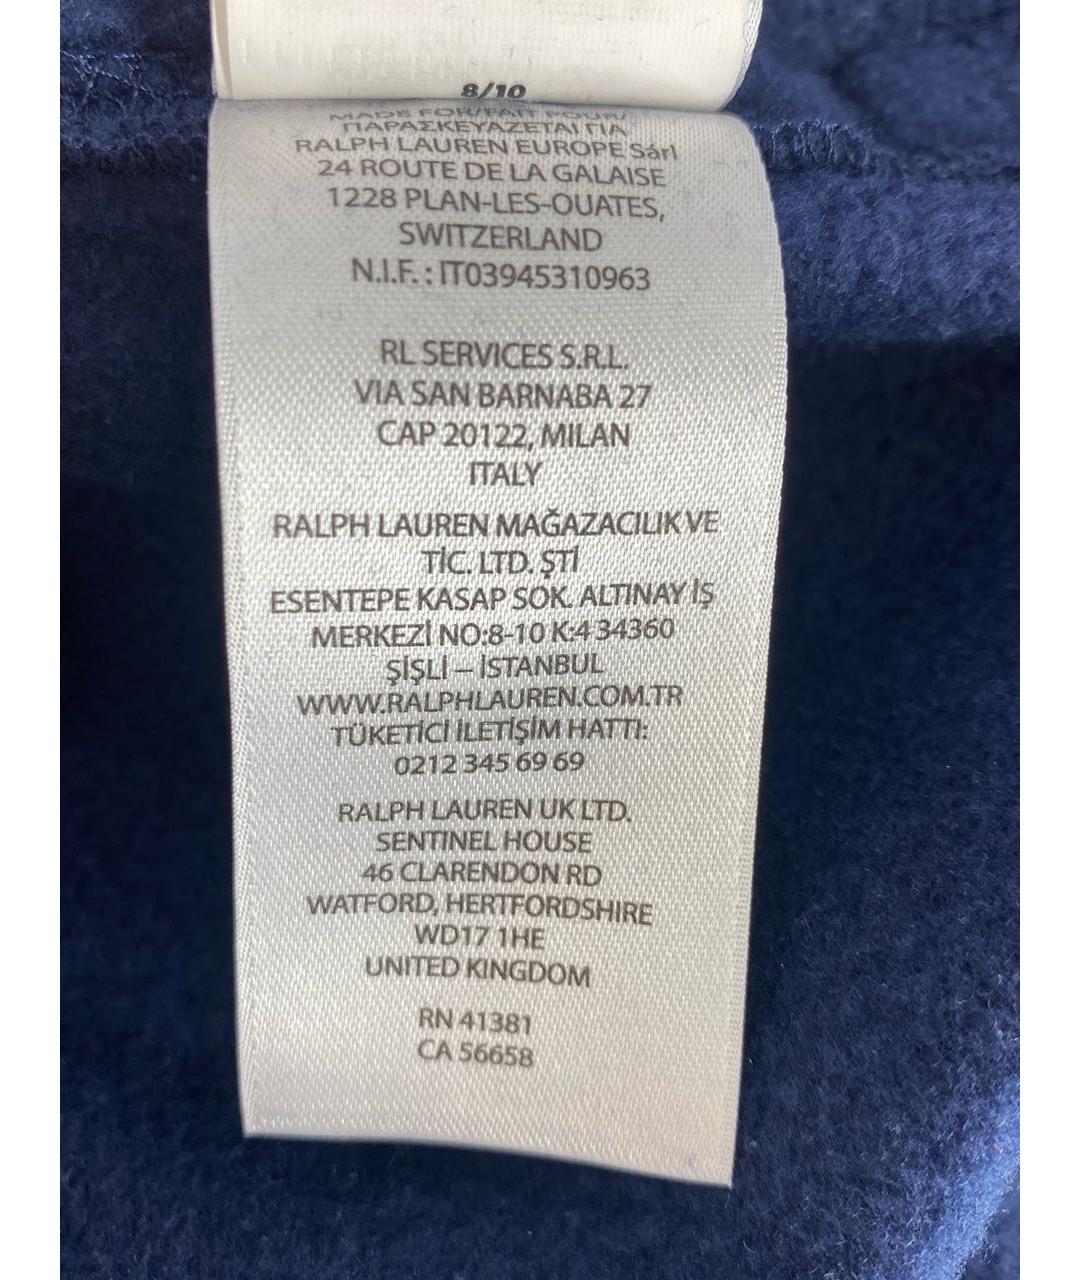 8/10
MADE FOR/FAIT POUR/
ΠΑΡΑΣΚΕΥΑΖΕΤΑΙ ΓΙΑ
RALPH LAUREN EUROPE Sárl
24 ROUTE DE LA GALAISE
1228 PLAN-LES-OUATES,
SWITZERLAND
N.I.F. : IT03945310963
RL SERVICES S.R.L.
VIA SAN BARNABA 27
CAP 20122, MILAN
ITALY
RALPH LAUREN MAĞAZACILIK VE
TİC. LTD. ŞTİ
ESENTEPE KASAP SOK. ALTINAY İŞ
MERKEZİ NO:8-10 K:4 34360
ŞİŞLİ – İSTANBUL
WWW.RALPHLAUREN.COM.TR
TÜKETİCİ İLETİŞİM HATTI:
0212 345 69 69
RALPH LAUREN UK LTD.
SENTINEL HOUSE
46 CLARENDON RD
WATFORD, HERTFORDSHIRE
WD17 1HE
UNITED KINGDOM
RN 41381
CA 56658